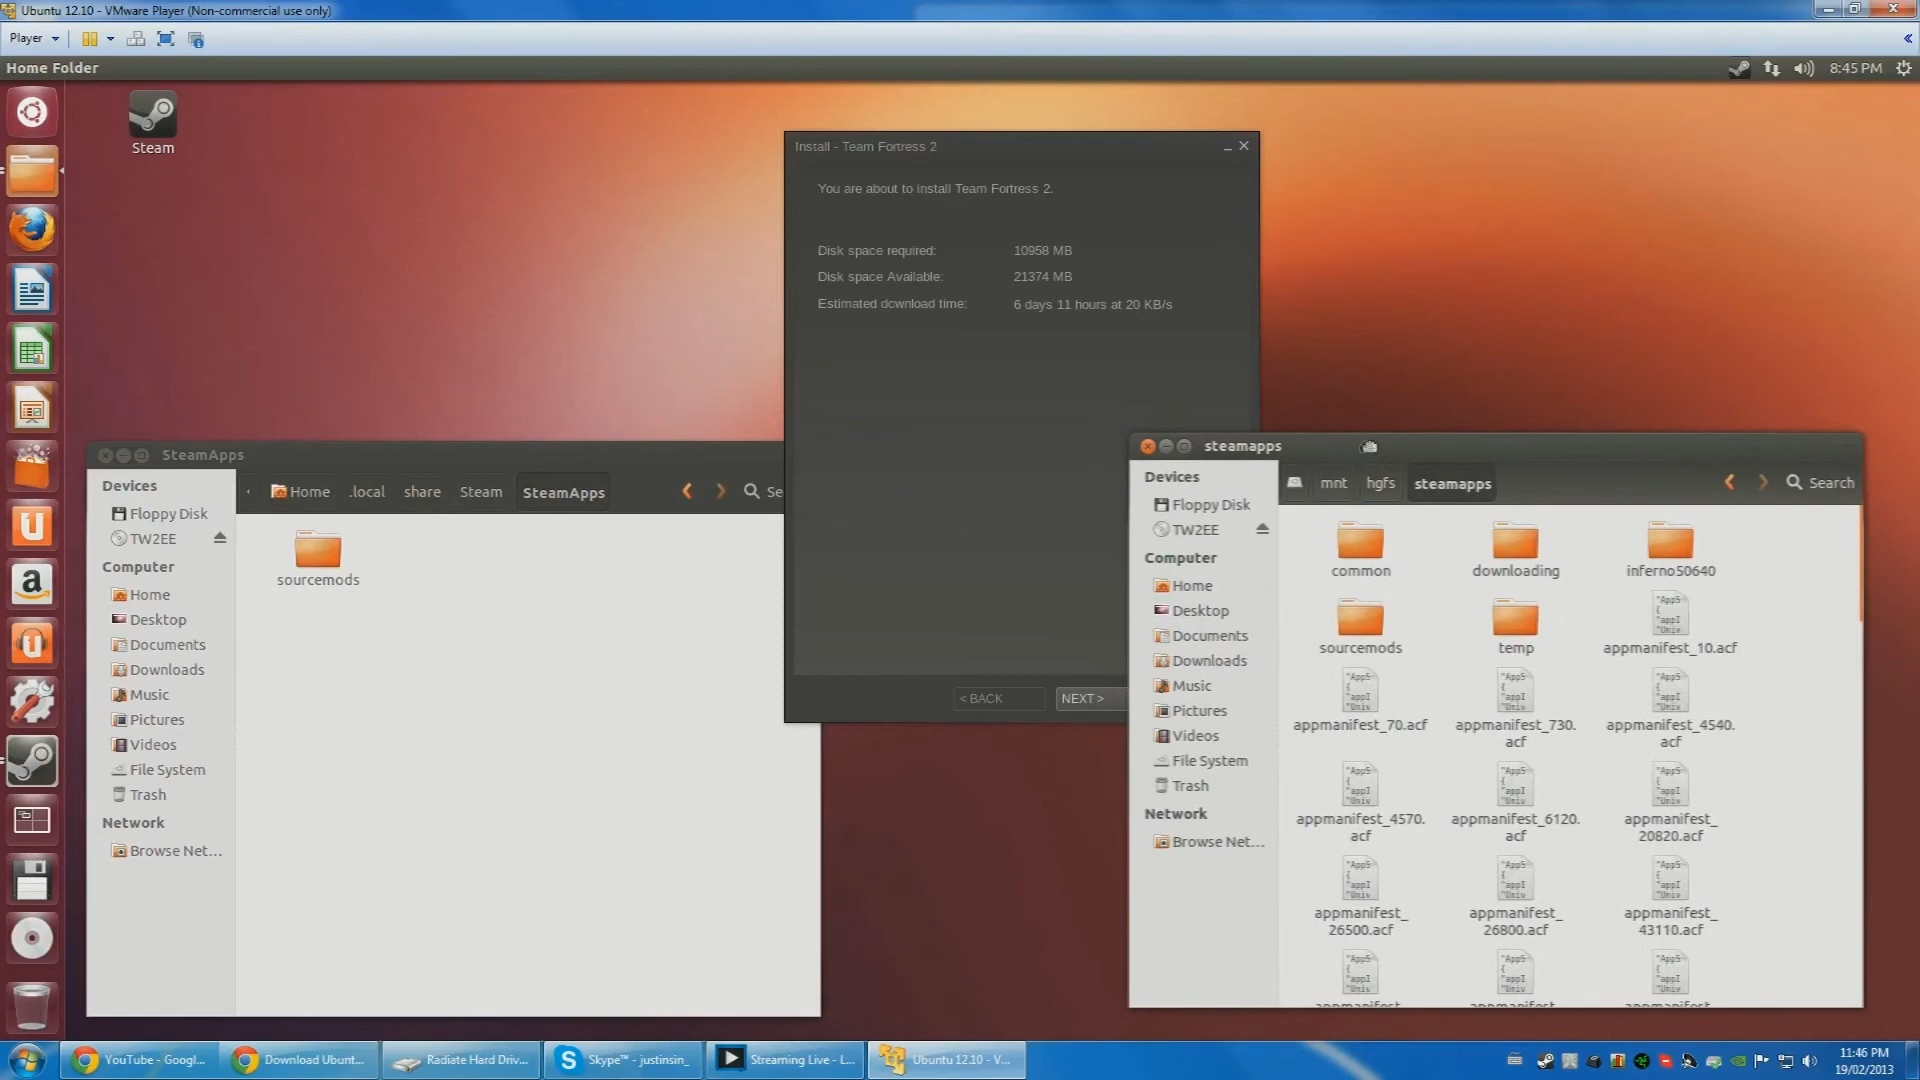 Ubuntu 12.10 - VMware Player (Non-commercial use only)
Player
Home Folder
8:45 PM
Steam
Install - Team Fortress 2
You are about to install Team Fortress 2.
Disk space required: 10958 MB
Disk space Available: 21374 MB
Estimated download time: 6 days 11 hours at 20 KB/s
< BACK
NEXT >
SteamApps
Home .local share Steam SteamApps Se
Devices
Floppy Disk
TW2EE
Computer
Home
Desktop
Documents
Downloads
Music
Pictures
Videos
File System
Trash
Network
Browse Net...
sourcemods
steamapps
mnt hgfs steamapps Search
Devices
Floppy Disk
TW2EE
Computer
Home
Desktop
Documents
Downloads
Music
Pictures
Videos
File System
Trash
Network
Browse Net...
common
downloading
inferno50640
sourcemods
temp
appmanifest_10.acf
appmanifest_70.acf
appmanifest_730.
acf
appmanifest_4540.
acf
appmanifest_4570.
acf
appmanifest_6120.
acf
appmanifest_
20820.acf
appmanifest_
26500.acf
appmanifest_
26800.acf
appmanifest_
43110.acf
YouTube - Googl...
Download Ubunt...
Radiate Hard Driv...
Skype™ - justinsin_
Streaming Live - L...
Ubuntu 12.10 - V...
11:46 PM
19/02/2013